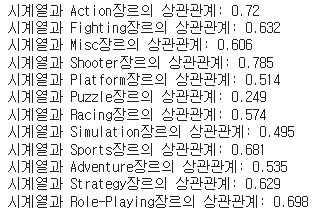 시계열과 Action장르의 상관관계: 0.72
시계열과 Fighting장르의 상관관계: 0.632
시계열과 Misc장르의 상관관계: 0.606
시계열과 Shooter장르의 상관관계: 0.785
시계열과 Platform장르의 상관관계: 0.514
시계열과 Puzzle장르의 상관관계: 0.249
시계열과 Racing장르의 상관관계: 0.574
시계열과 Simulation장르의 상관관계: 0.495
시계열과 Sports장르의 상관관계: 0.681
시계열과 Adventure장르의 상관관계: 0.535
시계열과 Strategy장르의 상관관계: 0.629
시계열과 Role-Playing장르의 상관관계: 0.698